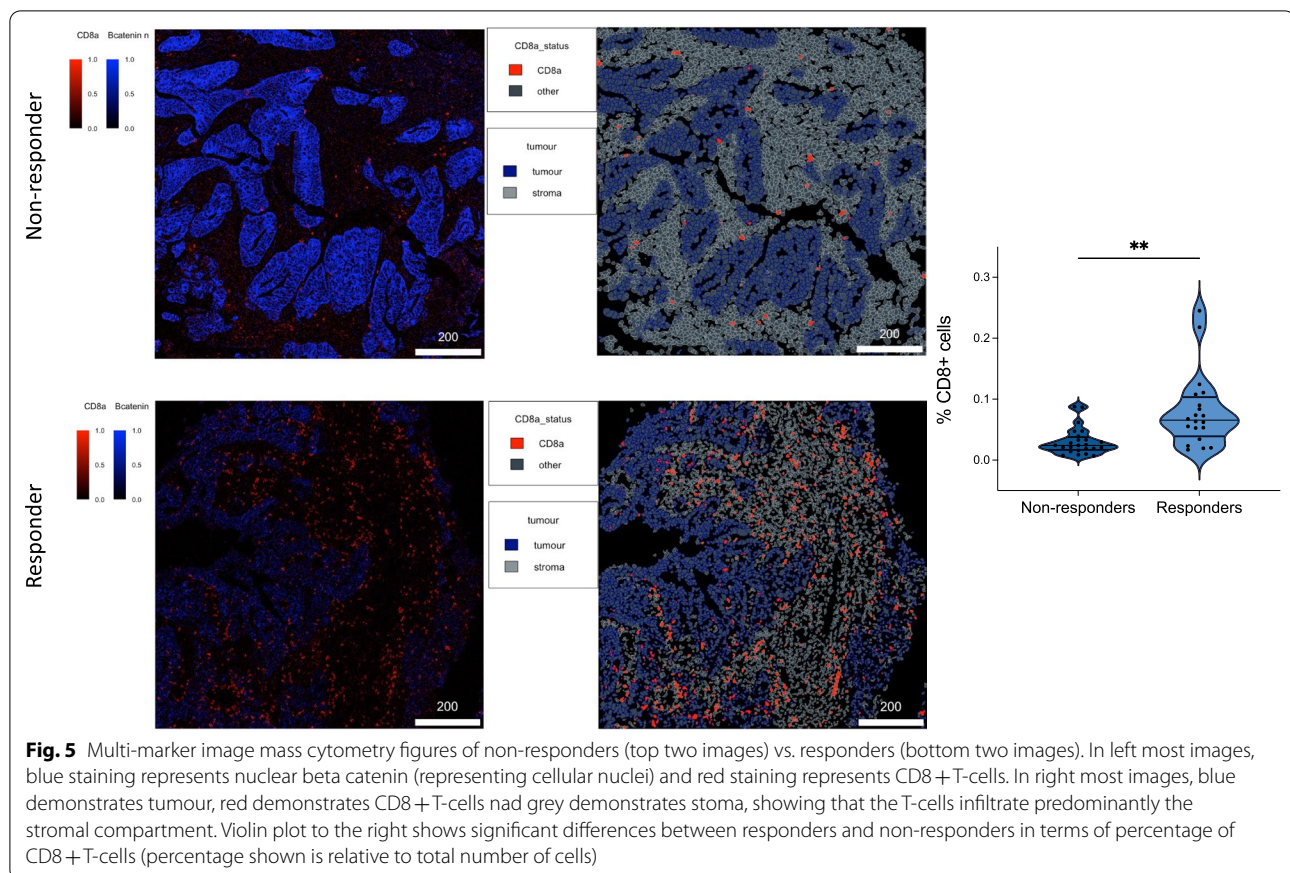 Non-responder
CD8a Bcatenin n
1.0 1.0
0.5 0.5
0.0 0.0
CD8a_status
CD8a
other
tumour
tumour
stroma
200
200
Responder
CD8a Bcatenin
1.0 1.0
0.5 0.5
0.0 0.0
CD8a_status
CD8a
other
tumour
tumour
stroma
200
200
% CD8+ cells
**
0.3
0.2
0.1
0.0
Non-responders Responders
Fig. 5 Multi-marker image mass cytometry figures of non-responders (top two images) vs. responders (bottom two images). In left most images,
blue staining represents nuclear beta catenin (representing cellular nuclei) and red staining represents CD8+T-cells. In right most images, blue
demonstrates tumour, red demonstrates CD8+T-cells nad grey demonstrates stoma, showing that the T-cells infiltrate predominantly the
stromal compartment. Violin plot to the right shows significant differences between responders and non-responders in terms of percentage of
CD8+T-cells (percentage shown is relative to total number of cells)